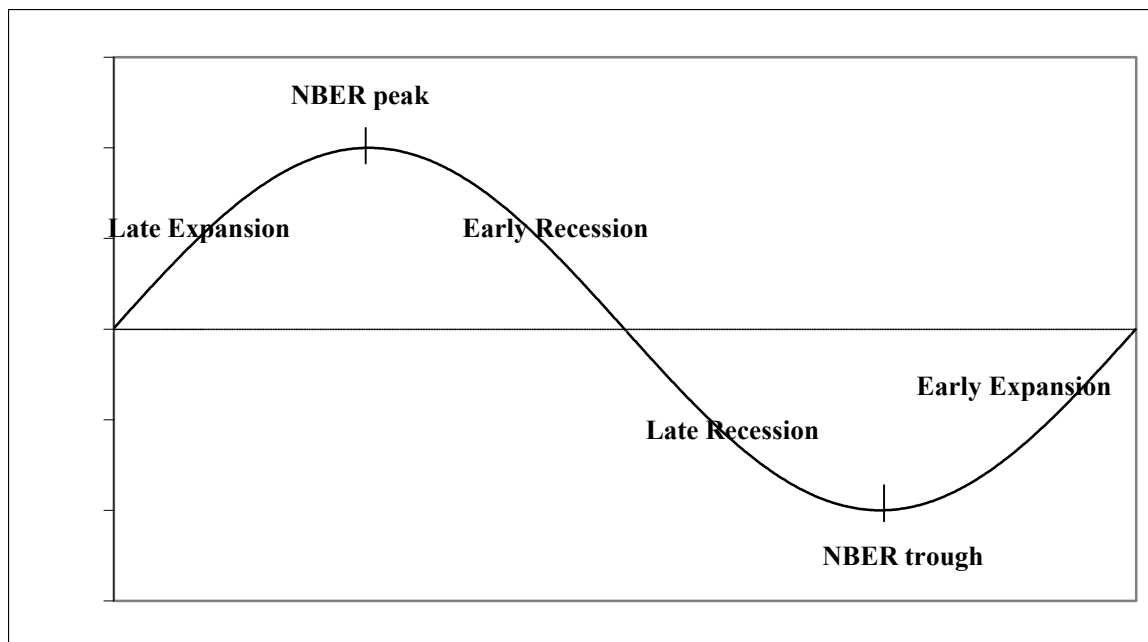 NBER peak
Late Expansion
Early Recession
Early Expansion
Late Recession
NBER trough